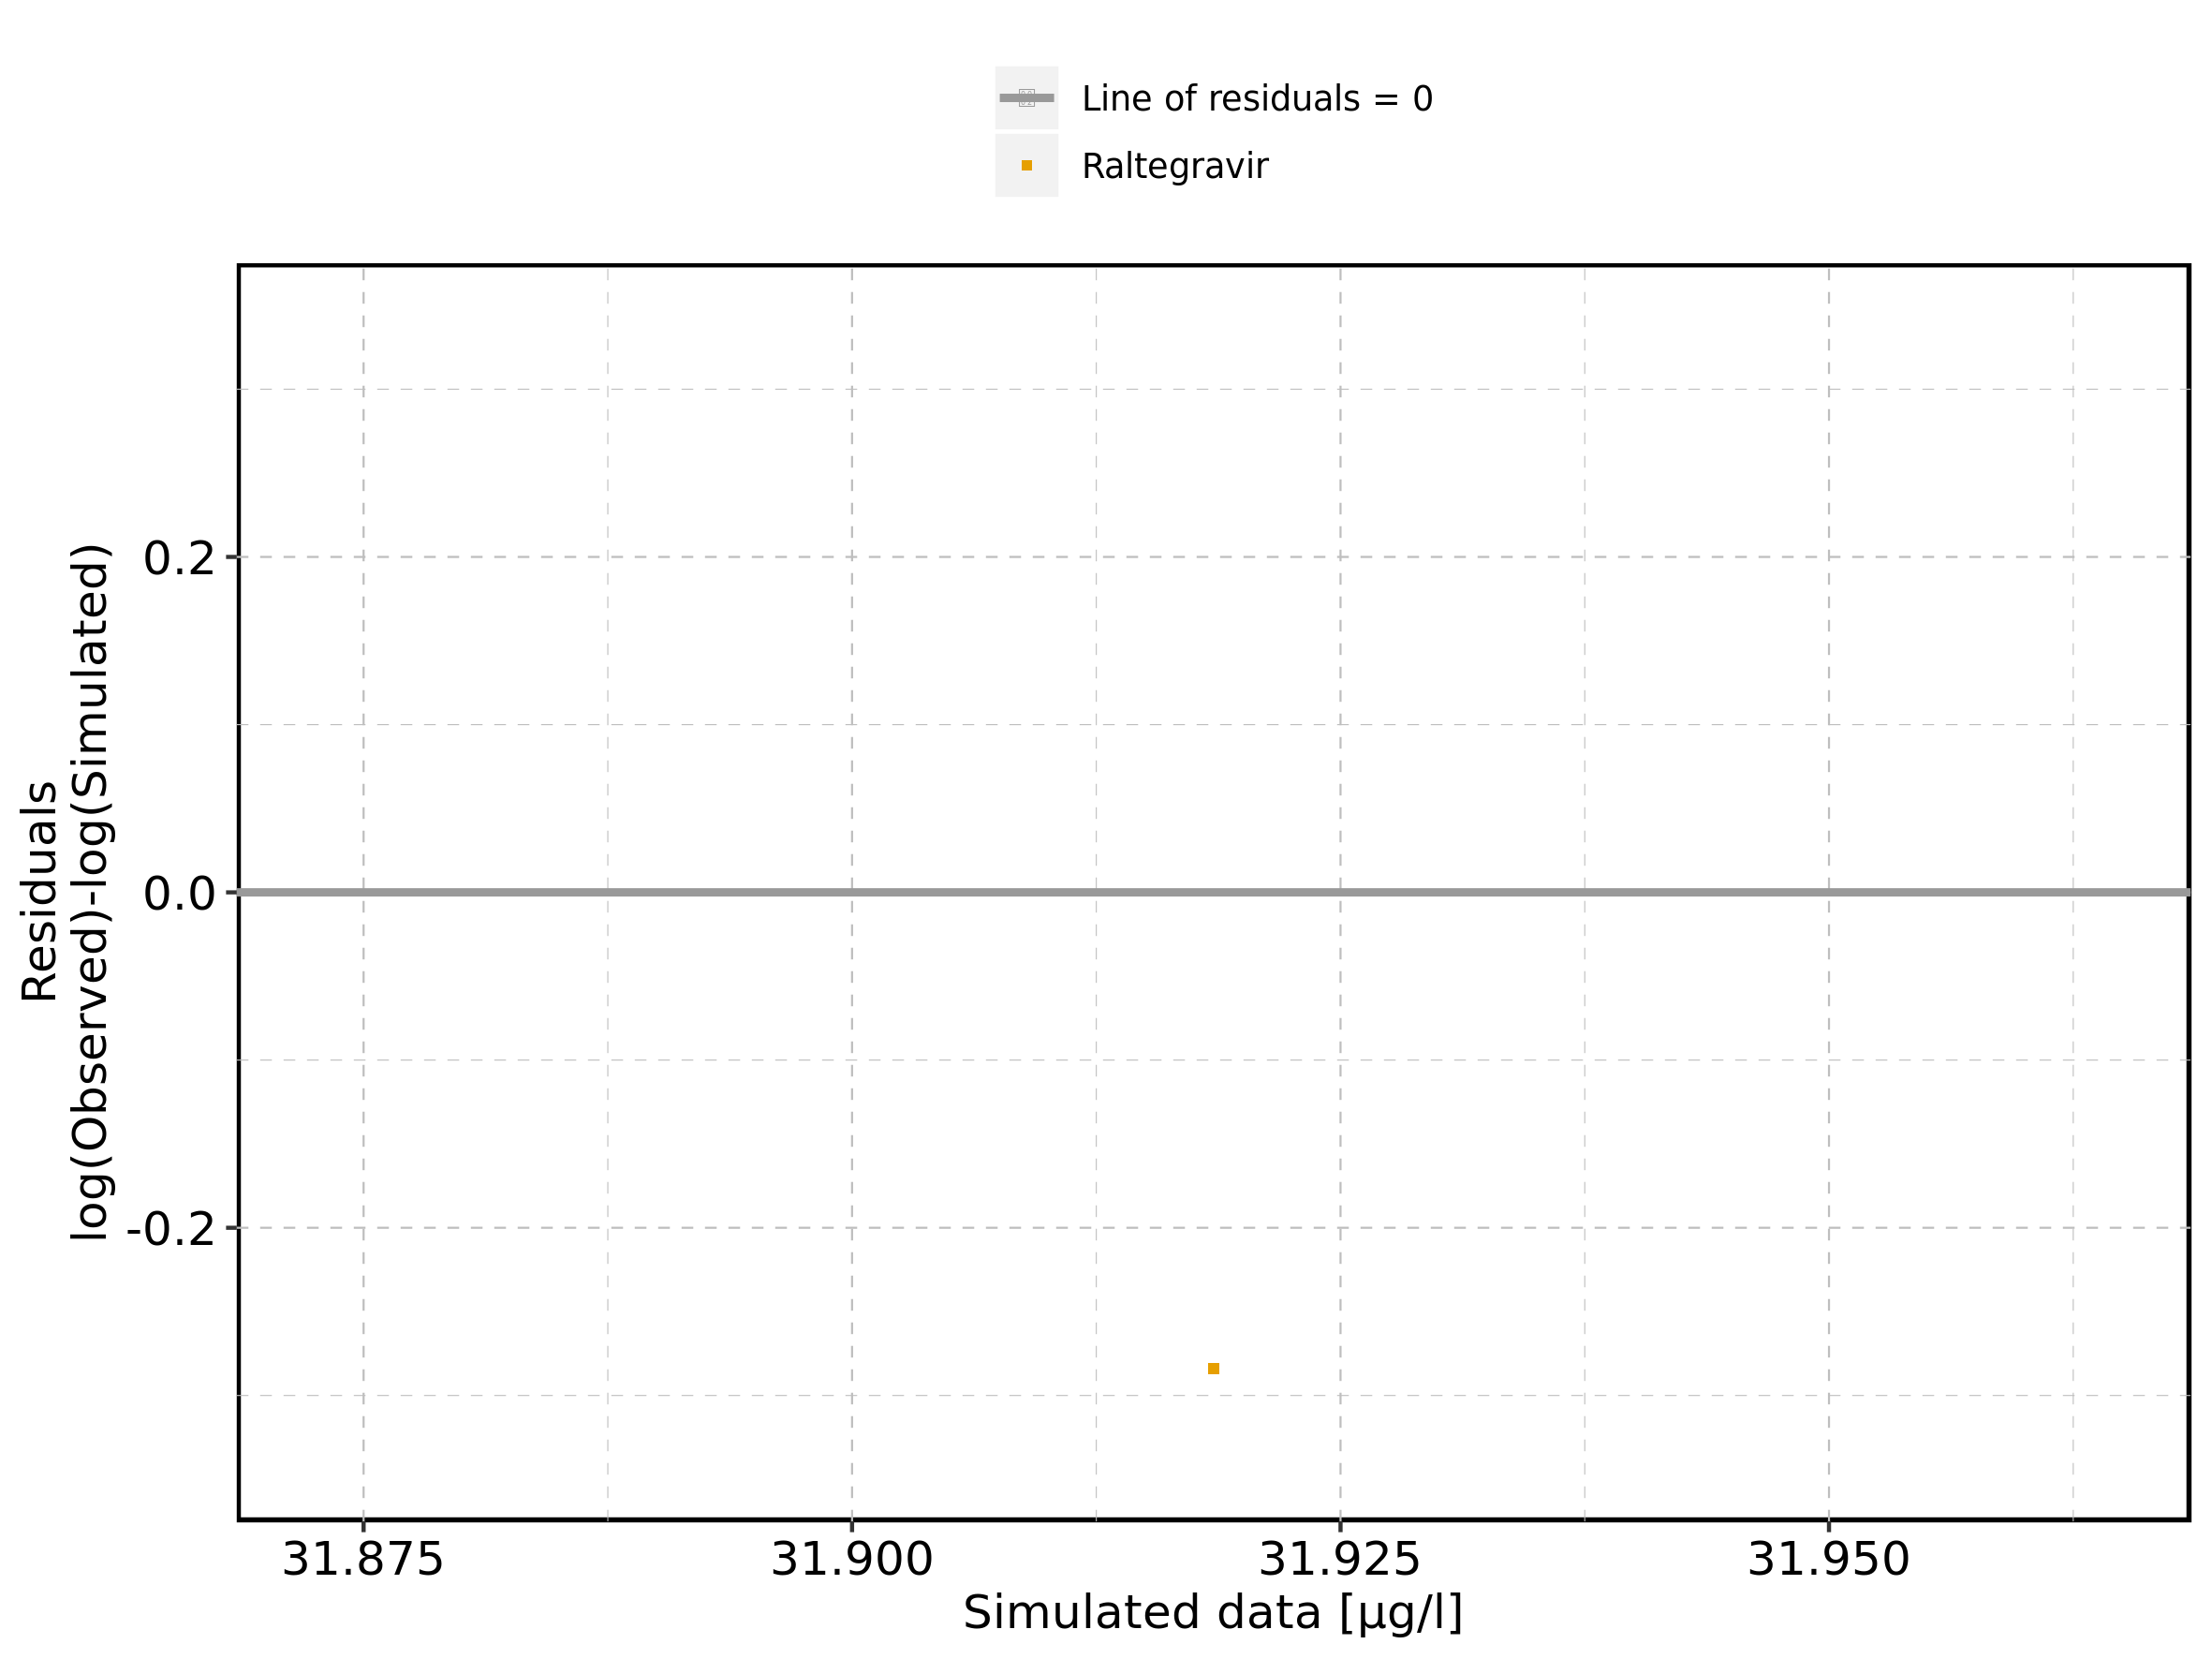 Line of residuals = 0
Raltegravir
Residuals
log(Observed)-log(Simulated)
0.2
0.0
-0.2
31.875
31.900
31.925
31.950
Simulated data [µg/l]